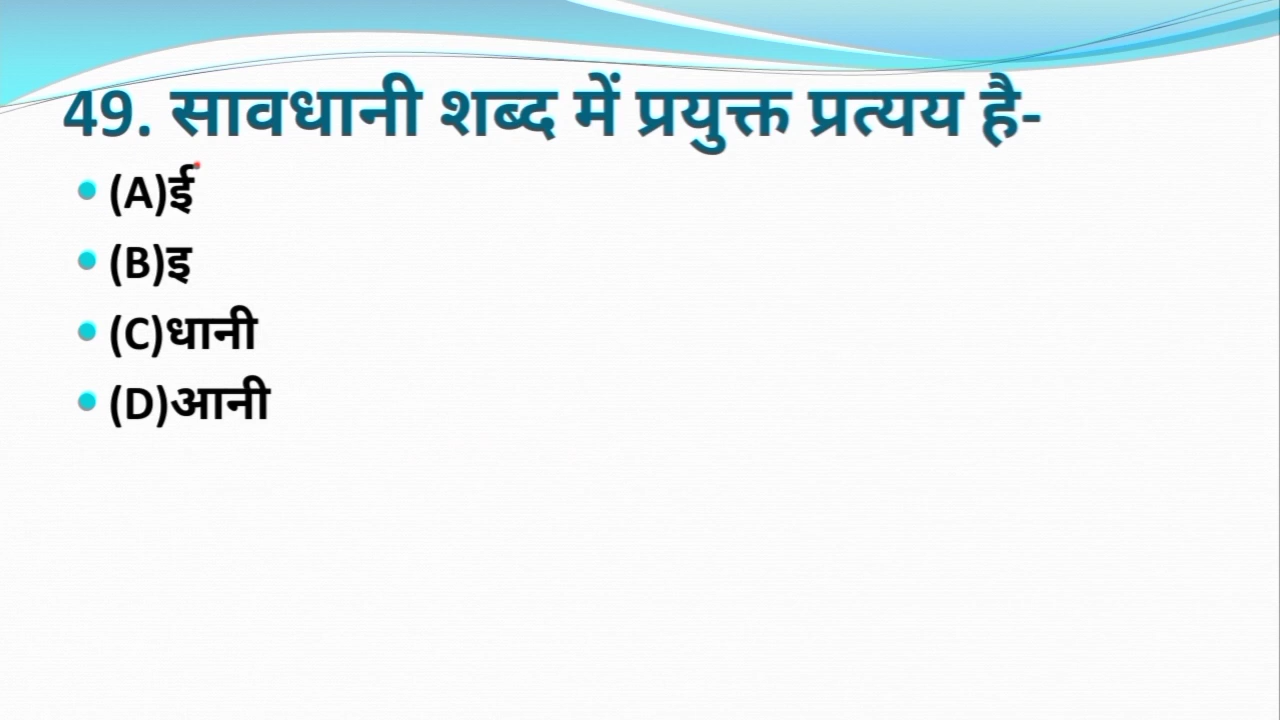 49. सावधानी शब्द में प्रयुक्त प्रत्यय है-
(A)ई
(B)इ
(C)धानी
(D)आनी